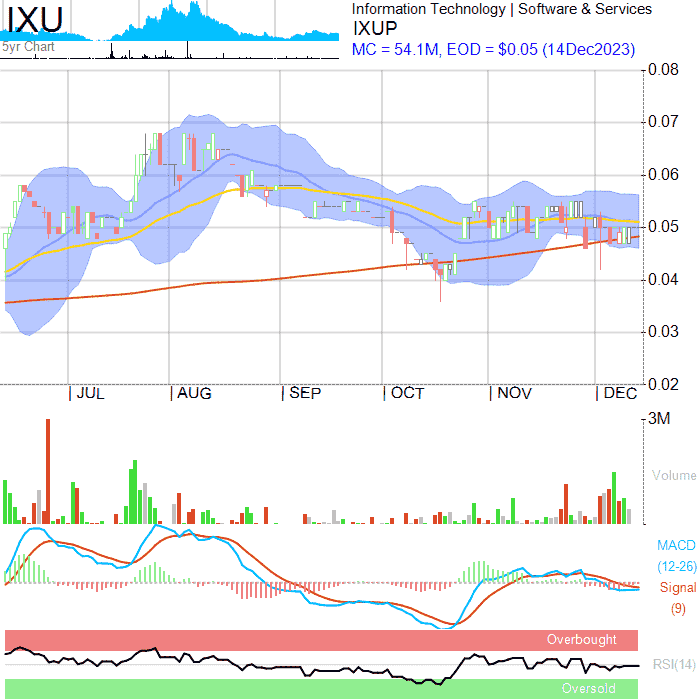 IXU
5yr Chart
Information Technology | Software & Services
IXUP
MC = 54.1M, EOD = $0.05 (14Dec2023)
0.08
0.07
0.06
0.05
0.04
0.03
0.02
JUL
AUG
SEP
OCT
NOV
DEC
3M
Volume
MACD
(12-26)
Signal
(9)
Overbought
RSI(14)
Oversold